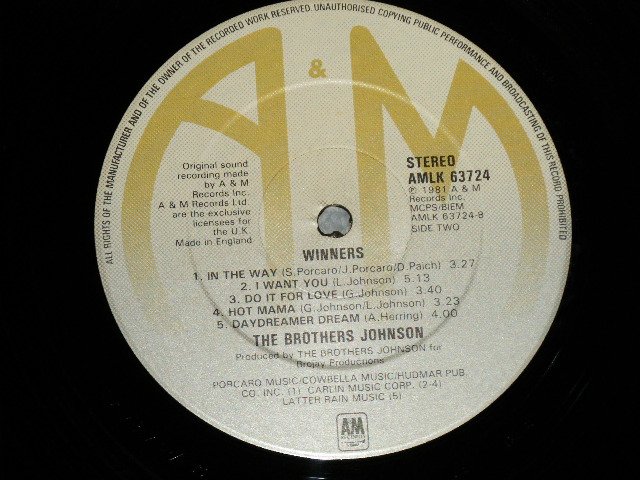 ALL RIGHTS OF THE MANUFACTURER AND OF THE OWNER OF THE RECORDED WORK RESERVED. UNAUTHORISED COPYING PUBLIC PERFORMANCE AND BROADCASTING OF THIS RECORD PROHIBITED
A & M
Original sound
recording made
by A & M
Records Inc.
A & M Records Ltd.
are the exclusive
licensees for
the U.K.
Made in England
STEREO
AMLK 63724
℗ 1981 A & M
Records Inc.
MCPS/BIEM
AMLK 63724-B
SIDE TWO
WINNERS
1. IN THE WAY (S.Porcaro/J.Porcaro/D.Paich) 3.27
2. I WANT YOU (L.Johnson) 5.13
3. DO IT FOR LOVE (G.Johnson) 3.40
4. HOT MAMA (G.Johnson/L.Johnson) 3.23
5. DAYDREAMER DREAM (A.Herring) 4.00
THE BROTHERS JOHNSON
Produced by THE BROTHERS JOHNSON for
Brojay Productions
PORCARO MUSIC/COWBELLA MUSIC/HUDMAR PUB.
CO. INC. (1) CARLIN MUSIC CORP. (2-4)
LATTER RAIN MUSIC (5)
A&M
RECORDS